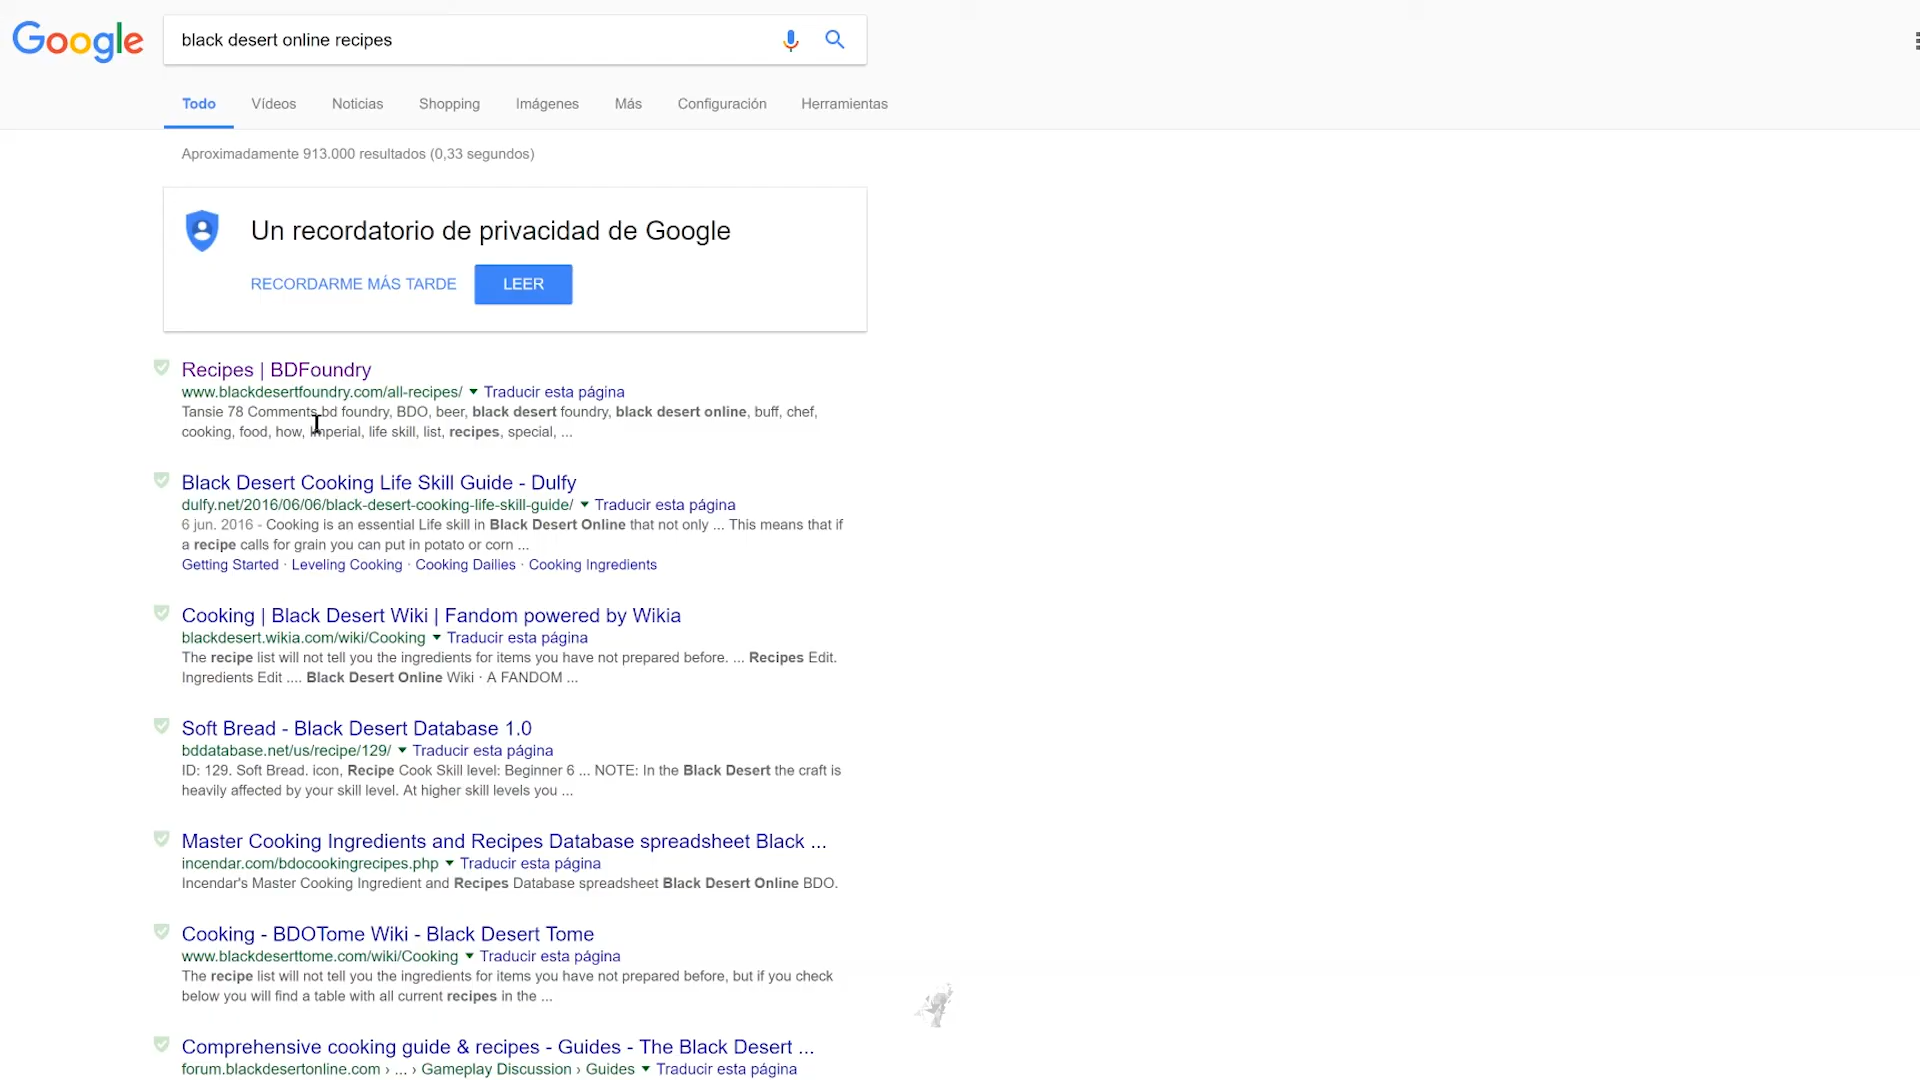 Google
black desert online recipes
Todo Vídeos Noticias Shopping Imágenes Más Configuración Herramientas
Aproximadamente 913.000 resultados (0,33 segundos)
Un recordatorio de privacidad de Google
RECORDARME MÁS TARDE LEER
Recipes | BDFoundry
www.blackdesertfoundry.com/all-recipes/ Traducir esta página
Tansie 78 Comments bd foundry, BDO, beer, black desert foundry, black desert online, buff, chef,
cooking, food, how, Imperial, life skill, list, recipes, special, ...
Black Desert Cooking Life Skill Guide - Dulfy
dulfy.net/2016/06/06/black-desert-cooking-life-skill-guide/ Traducir esta página
6 jun. 2016 - Cooking is an essential Life skill in Black Desert Online that not only ... This means that if
a recipe calls for grain you can put in potato or corn ...
Getting Started · Leveling Cooking · Cooking Dailies · Cooking Ingredients
Cooking | Black Desert Wiki | Fandom powered by Wikia
blackdesert.wikia.com/wiki/Cooking Traducir esta página
The recipe list will not tell you the ingredients for items you have not prepared before. ... Recipes Edit.
Ingredients Edit .... Black Desert Online Wiki · A FANDOM ...
Soft Bread - Black Desert Database 1.0
bddatabase.net/us/recipe/129/ Traducir esta página
ID: 129. Soft Bread. icon, Recipe Cook Skill level: Beginner 6 ... NOTE: In the Black Desert the craft is
heavily affected by your skill level. At higher skill levels you ...
Master Cooking Ingredients and Recipes Database spreadsheet Black ...
incendar.com/bdocookingrecipes.php Traducir esta página
Incendar's Master Cooking Ingredient and Recipes Database spreadsheet Black Desert Online BDO.
Cooking - BDOTome Wiki - Black Desert Tome
www.blackdeserttome.com/wiki/Cooking Traducir esta página
The recipe list will not tell you the ingredients for items you have not prepared before, but if you check
below you will find a table with all current recipes in the ...
Comprehensive cooking guide & recipes - Guides - The Black Desert ...
forum.blackdesertonline.com › ... › Gameplay Discussion › Guides Traducir esta página